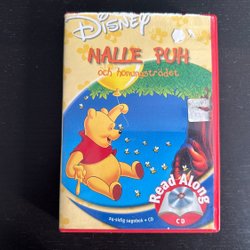 Disney
NALLE PUH
och honungsträdet
Read Along
CD
24-sidig sagobok + CD